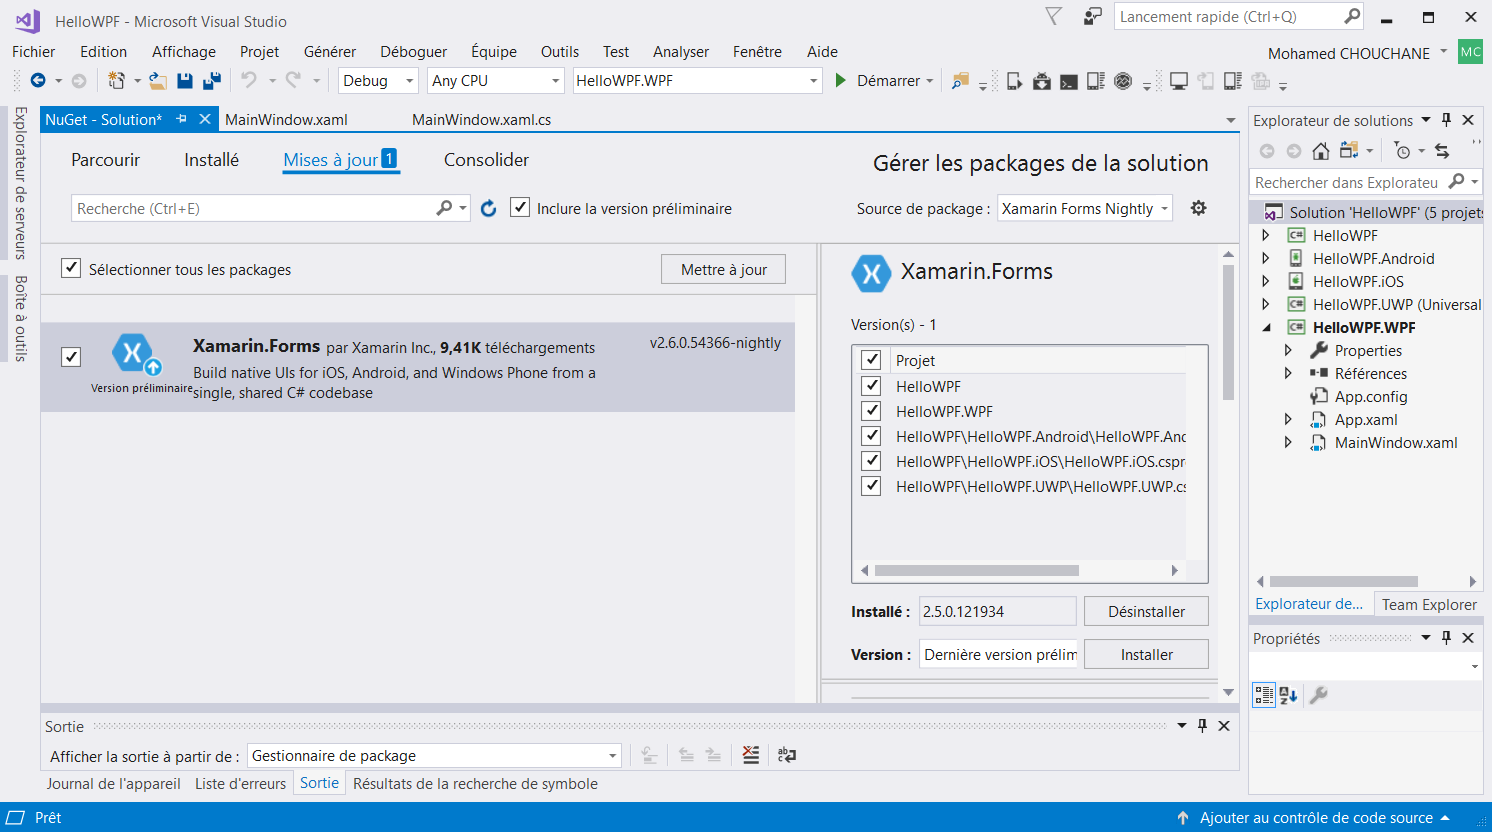 HelloWPF - Microsoft Visual Studio
Lancement rapide (Ctrl+Q)
Fichier Edition Affichage Projet Générer Déboguer Équipe Outils Test Analyser Fenêtre Aide
Mohamed CHOUCHANE MC
Debug Any CPU HelloWPF.WPF Démarrer
Explorateur de serveurs
Boîte à outils
NuGet - Solution* MainWindow.xaml MainWindow.xaml.cs
Parcourir Installé Mises à jour 1 Consolider
Gérer les packages de la solution
Recherche (Ctrl+E)
Inclure la version préliminaire
Source de package : Xamarin Forms Nightly
Sélectionner tous les packages
Mettre à jour
Xamarin.Forms par Xamarin Inc., 9,41K téléchargements
v2.6.0.54366-nightly
Build native UIs for iOS, Android, and Windows Phone from a
single, shared C# codebase
Version préliminaire
Xamarin.Forms
Version(s) - 1
Projet
HelloWPF
HelloWPF.WPF
HelloWPF\HelloWPF.Android\HelloWPF.And
HelloWPF\HelloWPF.iOS\HelloWPF.iOS.cspr
HelloWPF\HelloWPF.UWP\HelloWPF.UWP.cs
Installé : 2.5.0.121934 Désinstaller
Version : Dernière version prélim Installer
Explorateur de solutions
Rechercher dans Explorateu
Solution 'HelloWPF' (5 projets
HelloWPF
HelloWPF.Android
HelloWPF.iOS
HelloWPF.UWP (Universal
HelloWPF.WPF
Properties
Références
App.config
App.xaml
MainWindow.xaml
Explorateur de... Team Explorer
Propriétés
Sortie
Afficher la sortie à partir de : Gestionnaire de package
Journal de l'appareil Liste d'erreurs Sortie Résultats de la recherche de symbole
Prêt
Ajouter au contrôle de code source